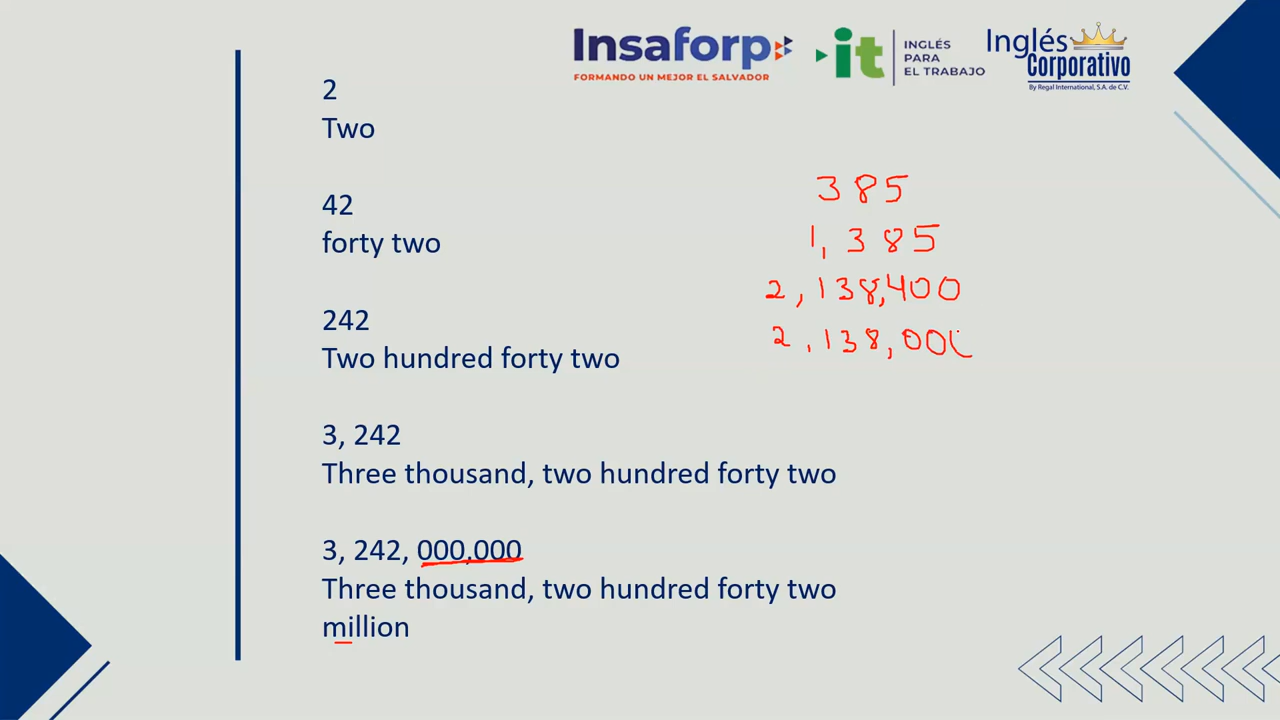 Insaforp
FORMANDO UN MEJOR EL SALVADOR
it
INGLÉS
PARA
EL TRABAJO
Inglés
Corporativo
By Regal International, S.A. de C.V.
2
Two
42
forty two
242
Two hundred forty two
3, 242
Three thousand, two hundred forty two
3, 242, 000,000
Three thousand, two hundred forty two
million
385
1,385
2,138,400
2,138,000